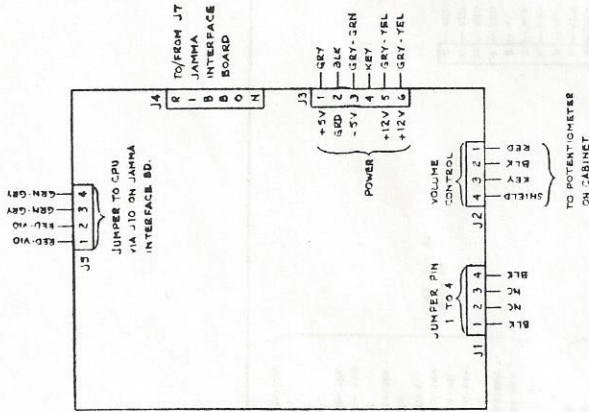 GRN-GRY
GRN-GRY
RED-VIO
RED-VIO
4
3
2
1
J5
JUMPER TO CPU
VIA J10 ON JAMMA
INTERFACE BD.
J4
R
I
B
B
O
N
TO/FROM J7
JAMMA
INTERFACE
BOARD
J3
+5V 1 GRY
GRD 2 BLK
-5V 3 GRY-GRN
4 KEY
+12V 5 GRY-YEL
+12V 6 GRY-YEL
POWER
VOLUME
CONTROL
J2
4 3 2 1
SHIELD
KEY
BLK
RED
TO POTENTIOMETER
ON CABINET
JUMPER PIN
1 TO 4
J1
1 2 3 4
BLK
NC
NC
BLK